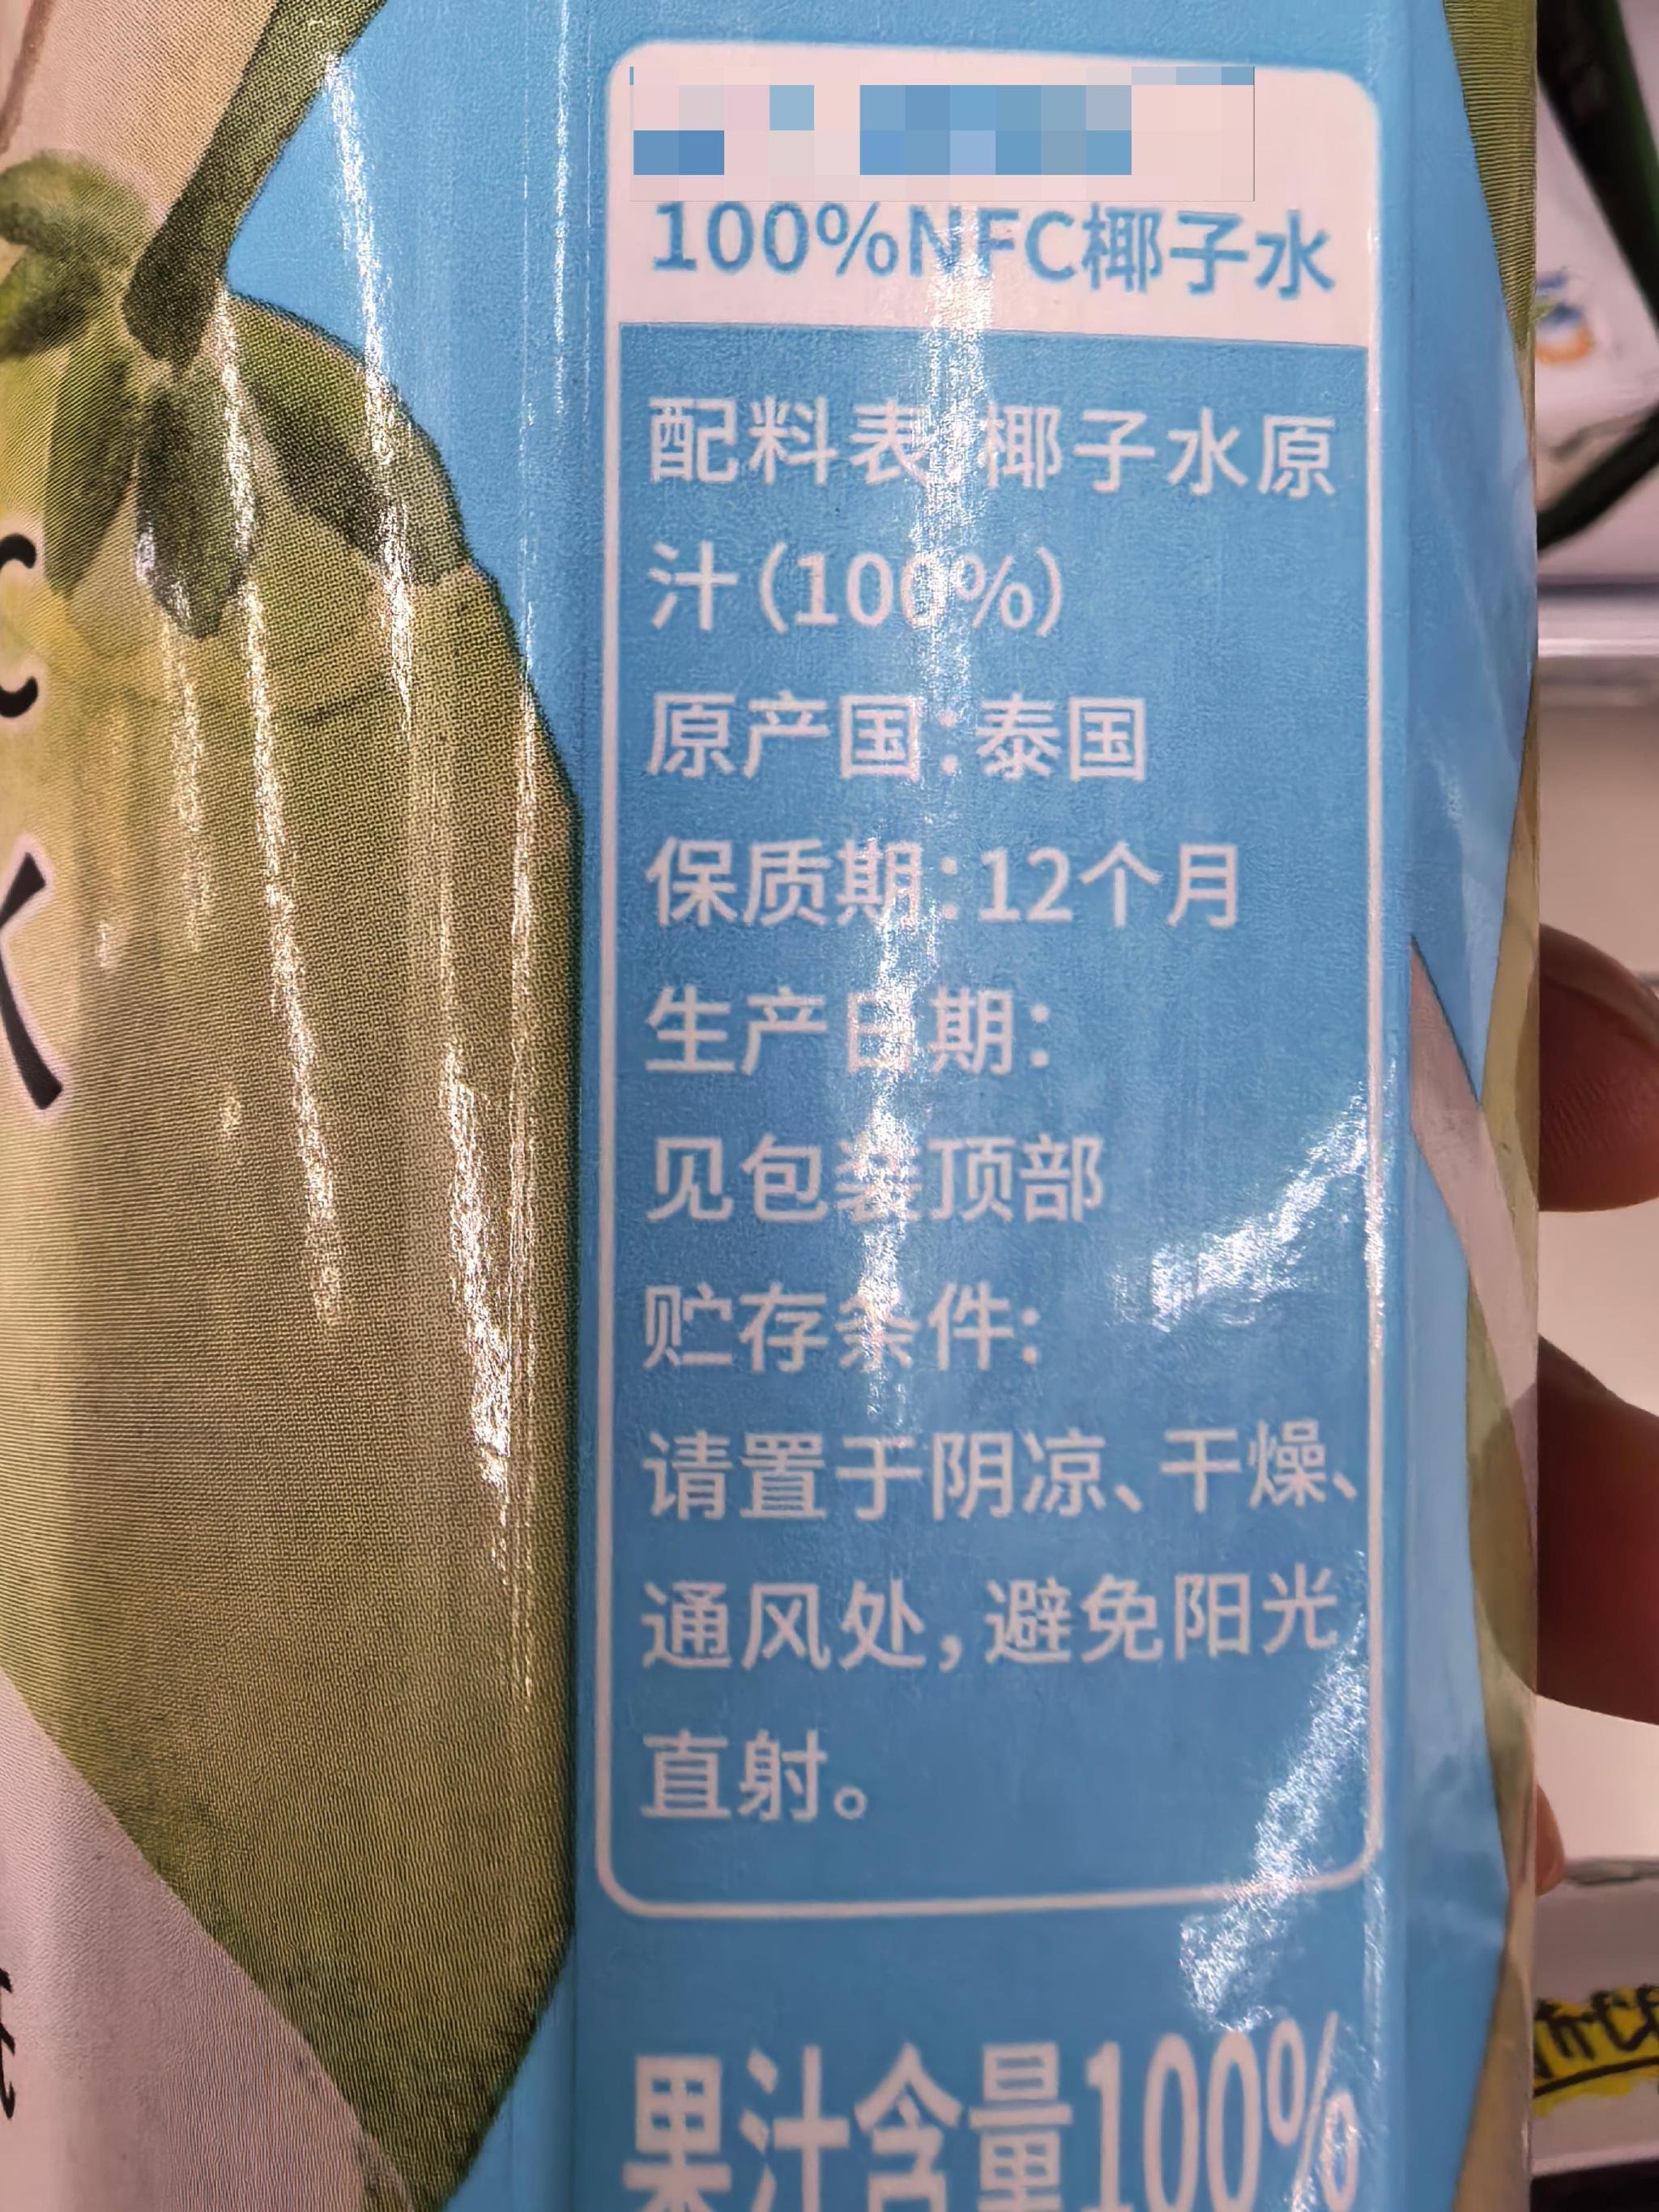 100%NFC椰子水
配料表:椰子水原
汁(100%)
原产国:泰国
保质期:12个月
生产日期:
见包装顶部
贮存条件:
请置于阴凉、干燥、
通风处,避免阳光
直射。
果汁含量100%